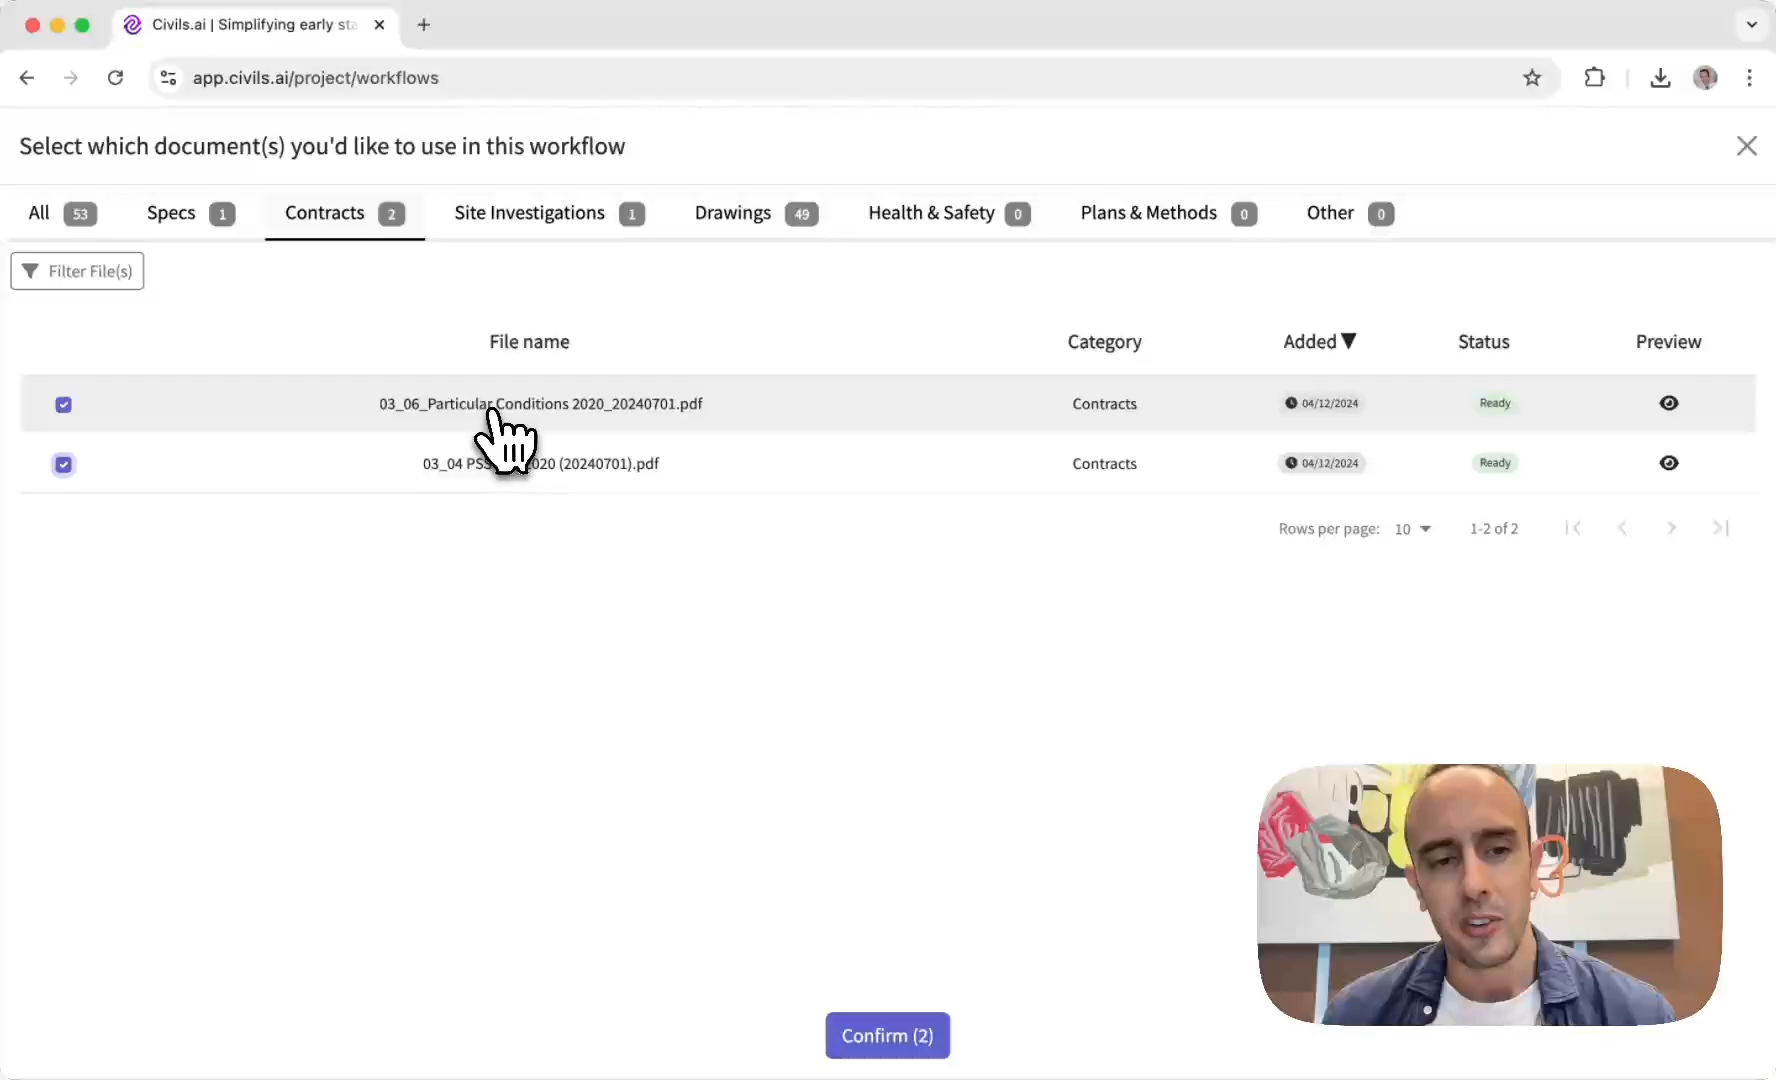 Civils.ai | Simplifying early sta
app.civils.ai/project/workflows
Select which document(s) you'd like to use in this workflow
All 53 Specs 1 Contracts 2 Site Investigations 1 Drawings 49 Health & Safety 0 Plans & Methods 0 Other 0
Filter File(s)
File name Category Added▼ Status Preview
03_06_Particular Conditions 2020_20240701.pdf Contracts 04/12/2024 Ready
03_04 2020 (20240701).pdf Contracts 04/12/2024 Ready
Rows per page: 10 1-2 of 2
Confirm (2)